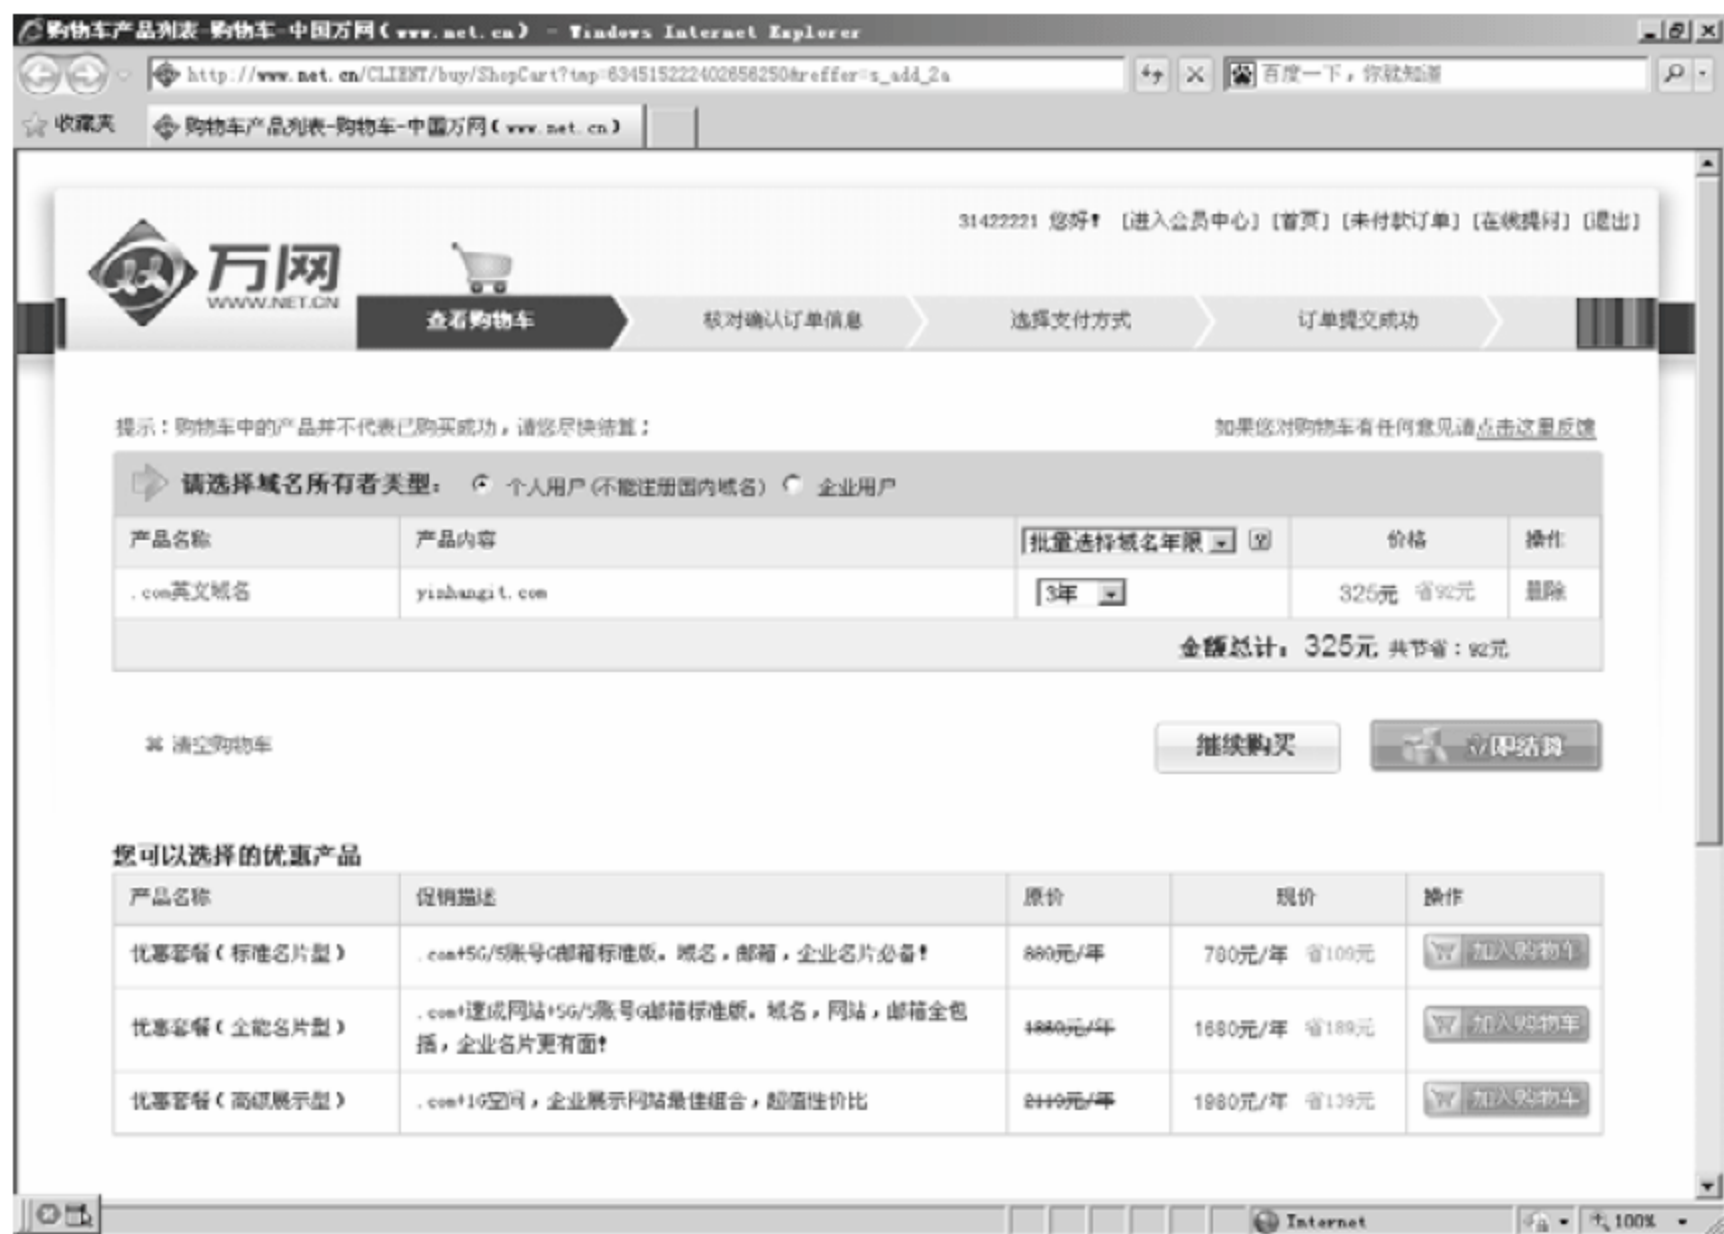 购物车产品列表-购物车-中国万网(www.net.cn) - Windows Internet Explorer
http://www.net.cn/CLIENT/buy/ShopCart?tmp=634515222402656250&reffer=s_add_2a
百度一下，你就知道
收藏夹
购物车产品列表-购物车-中国万网(www.net.cn)
31422221 您好! [进入会员中心] [首页] [未付款订单] [在线提问] [退出]
万网
WWW.NET.CN
查看购物车 核对确认订单信息 选择支付方式 订单提交成功
提示：购物车中的产品并不代表已购买成功，请您尽快结算； 如果您对购物车有任何意见请点击这里反馈
请选择域名所有者类型： 个人用户(不能注册国内域名) 企业用户
产品名称 产品内容 批量选择域名年限 价格 操作
.com英文域名 yinhangit.com 3年 325元 省92元 删除
金额总计：325元 共节省：92元
清空购物车 继续购买 立即结算
您可以选择的优惠产品
产品名称 促销描述 原价 现价 操作
优惠套餐(标准名片型) .com+5G/5账号G邮箱标准版。域名，邮箱，企业名片必备! 889元/年 780元/年 省109元 加入购物车
优惠套餐(全能名片型) .com+速成网站+5G/5账号G邮箱标准版。域名，网站，邮箱全包括，企业名片更有面! 1869元/年 1680元/年 省189元 加入购物车
优惠套餐(高级展示型) .com+1G空间，企业展示网站最佳组合，超值性价比 2119元/年 1980元/年 省139元 加入购物车
Internet 100%